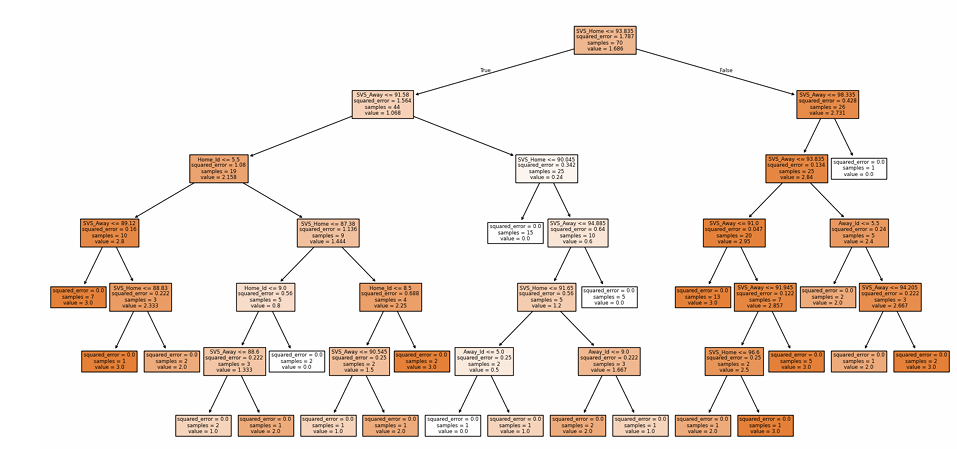 SVS_Home <= 93.835
squared_error = 1.787
samples = 70
value = 1.686
True
False
SVS_Away <= 91.58
squared_error = 1.564
samples = 44
value = 1.068
SVS_Away <= 98.335
squared_error = 0.428
samples = 26
value = 2.731
Home_Id <= 5.5
squared_error = 1.08
samples = 19
value = 2.158
SVS_Home <= 90.045
squared_error = 0.342
samples = 25
value = 0.24
SVS_Away <= 93.835
squared_error = 0.134
samples = 25
value = 2.84
squared_error = 0.0
samples = 1
value = 0.0
SVS_Away <= 89.12
squared_error = 0.16
samples = 10
value = 2.8
SVS_Home <= 87.38
squared_error = 1.136
samples = 9
value = 1.444
squared_error = 0.0
samples = 15
value = 0.0
SVS_Away <= 94.885
squared_error = 0.64
samples = 10
value = 0.6
SVS_Away <= 91.0
squared_error = 0.047
samples = 20
value = 2.95
Away_Id <= 5.5
squared_error = 0.24
samples = 5
value = 2.4
squared_error = 0.0
samples = 7
value = 3.0
SVS_Home <= 88.83
squared_error = 0.222
samples = 3
value = 2.333
Home_Id <= 9.0
squared_error = 0.56
samples = 5
value = 0.8
Home_Id <= 8.5
squared_error = 0.688
samples = 4
value = 2.25
SVS_Home <= 91.65
squared_error = 0.56
samples = 5
value = 1.2
squared_error = 0.0
samples = 5
value = 0.0
squared_error = 0.0
samples = 13
value = 3.0
SVS_Away <= 91.945
squared_error = 0.122
samples = 7
value = 2.857
squared_error = 0.0
samples = 2
value = 2.0
SVS_Away <= 94.205
squared_error = 0.222
samples = 3
value = 2.667
squared_error = 0.0
samples = 1
value = 3.0
squared_error = 0.0
samples = 2
value = 2.0
SVS_Away <= 88.6
squared_error = 0.222
samples = 3
value = 1.333
squared_error = 0.0
samples = 2
value = 0.0
SVS_Away <= 90.545
squared_error = 0.25
samples = 2
value = 1.5
squared_error = 0.0
samples = 2
value = 3.0
Away_Id <= 5.0
squared_error = 0.25
samples = 2
value = 0.5
Away_Id <= 9.0
squared_error = 0.222
samples = 3
value = 1.667
SVS_Home <= 96.6
squared_error = 0.25
samples = 2
value = 2.5
squared_error = 0.0
samples = 5
value = 3.0
squared_error = 0.0
samples = 1
value = 2.0
squared_error = 0.0
samples = 2
value = 3.0
squared_error = 0.0
samples = 2
value = 1.0
squared_error = 0.0
samples = 1
value = 2.0
squared_error = 0.0
samples = 1
value = 1.0
squared_error = 0.0
samples = 1
value = 2.0
squared_error = 0.0
samples = 1
value = 0.0
squared_error = 0.0
samples = 1
value = 1.0
squared_error = 0.0
samples = 2
value = 2.0
squared_error = 0.0
samples = 1
value = 1.0
squared_error = 0.0
samples = 1
value = 2.0
squared_error = 0.0
samples = 1
value = 3.0